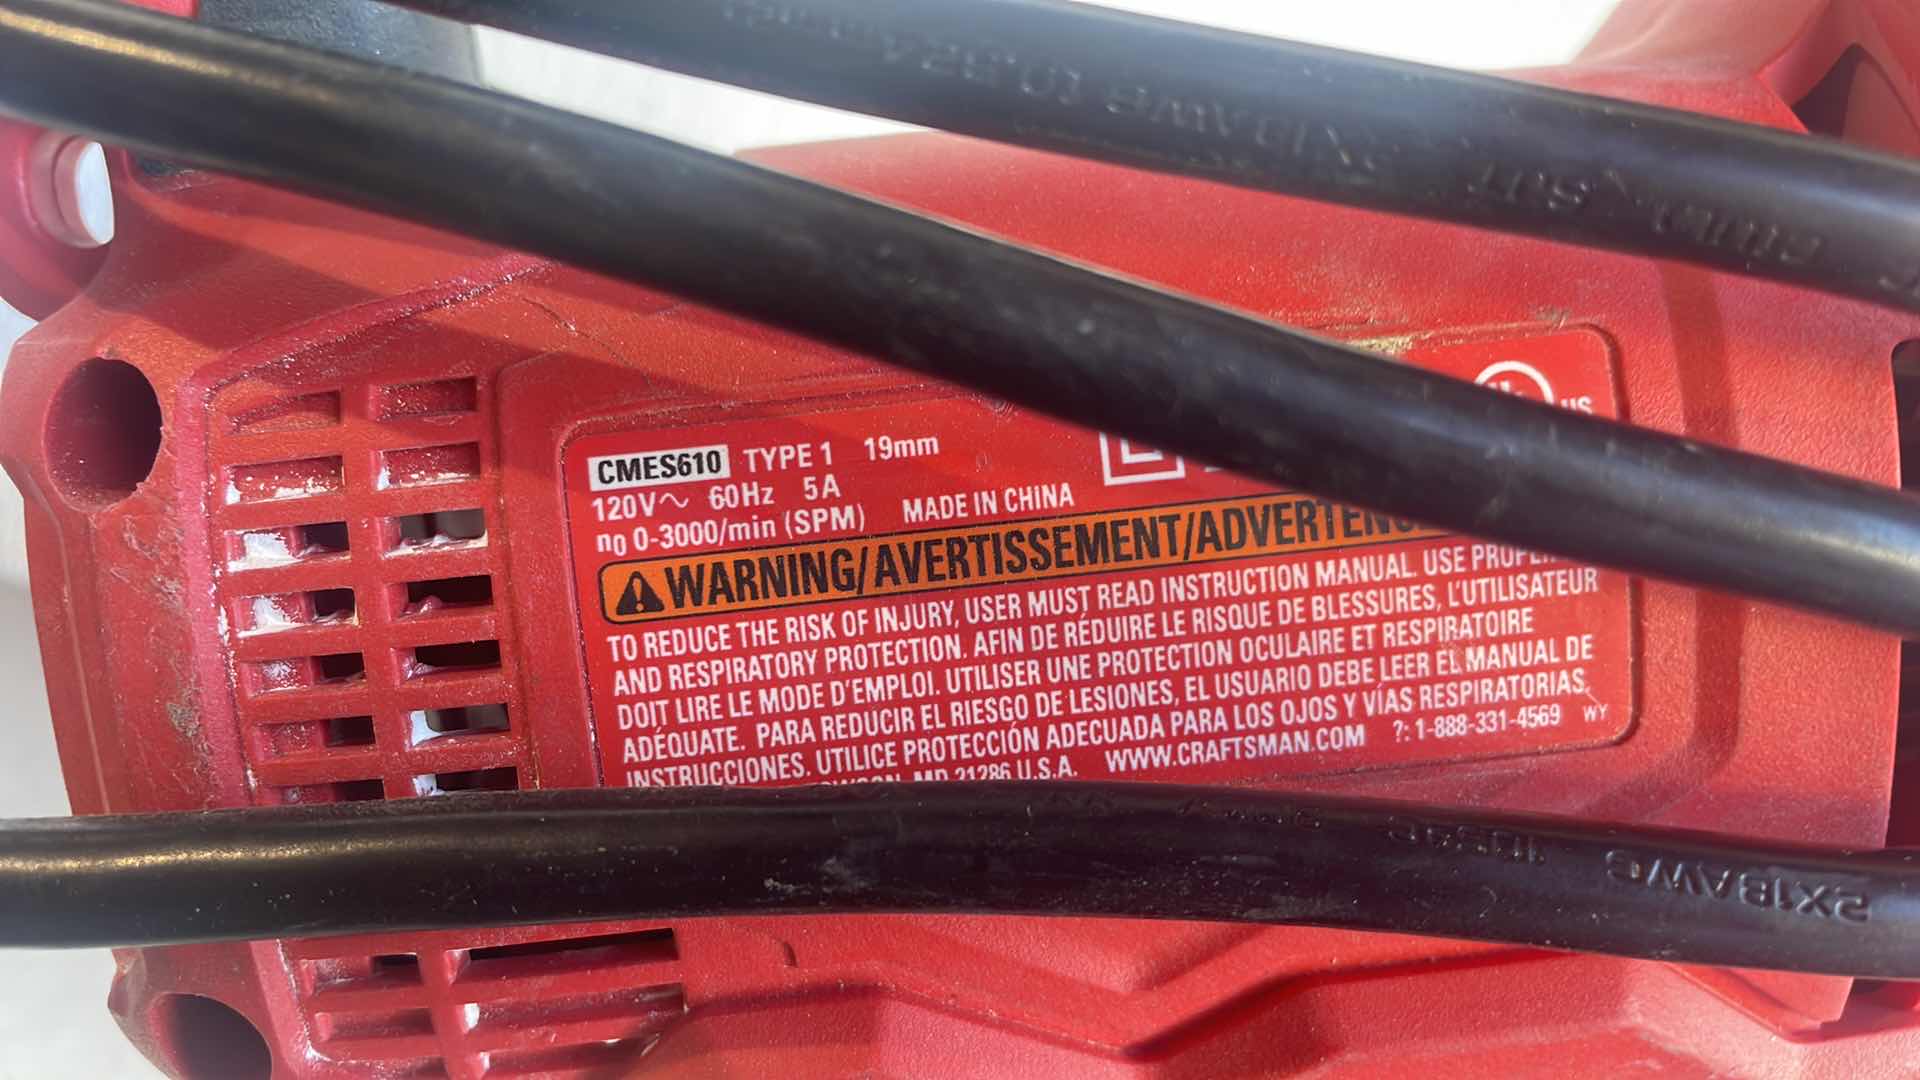 2X18AWG
CMES610 TYPE 1 19mm
120V~ 60Hz 5A
n0 0-3000/min (SPM) MADE IN CHINA
US
WARNING/AVERTISSEMENT/
TO REDUCE THE RISK OF INJURY, USER MUST READ INSTRUCTION MANUAL. USE
AND RESPIRATORY PROTECTION. AFIN DE RÉDUIRE LE RISQUE DE BLESSURES, L'UTILISATEUR
DOIT LIRE LE MODE D'EMPLOI. UTILISER UNE PROTECTION OCULAIRE ET RESPIRATOIRE
ADÉQUATE. PARA REDUCIR EL RIESGO DE LESIONES, EL USUARIO DEBE LEER EL MANUAL DE
INSTRUCCIONES. UTILICE PROTECCIÓN ADECUADA PARA LOS OJOS Y VÍAS RESPIRATORIAS.
MD 21286 U.S.A. WWW.CRAFTSMAN.COM ?: 1-888-331-4569 WY